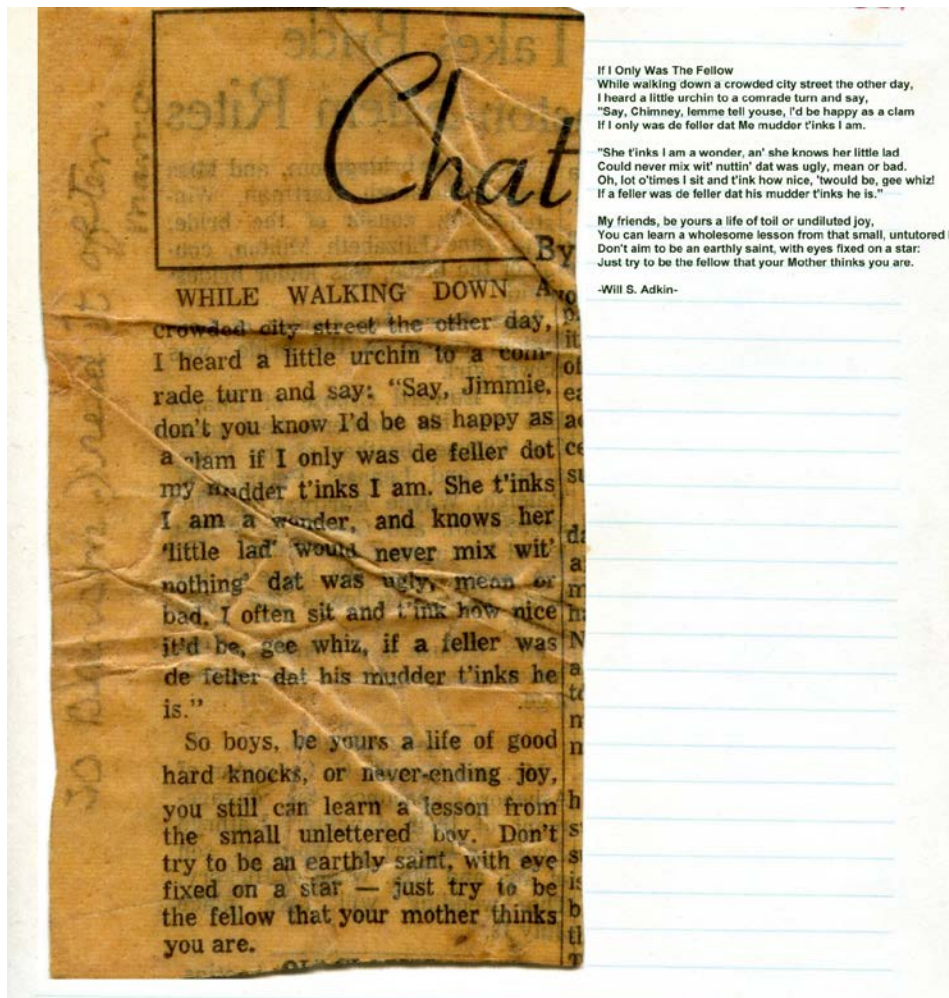 Chat
By
WHILE WALKING DOWN A
crowded city street the other day,
I heard a little urchin to a com-
rade turn and say: "Say, Jimmie,
don't you know I'd be as happy as
a clam if I only was de feller dot
my mudder t'inks I am. She t'inks
I am a wonder, and knows her
'little lad' would never mix wit'
nothing' dat was ugly, mean or
bad. I often sit and t'ink how nice
it'd be, gee whiz, if a feller was
de feller dat his mudder t'inks he
is."
So boys, be yours a life of good
hard knocks, or never-ending joy,
you still can learn a lesson from
the small unlettered boy. Don't
try to be an earthly saint, with eye
fixed on a star — just try to be
the fellow that your mother thinks
you are.
read it often
Mama
If I Only Was The Fellow
While walking down a crowded city street the other day,
I heard a little urchin to a comrade turn and say,
"Say, Chimney, lemme tell youse, I'd be happy as a clam
If I only was de feller dat Me mudder t'inks I am.
"She t'inks I am a wonder, an' she knows her little lad
Could never mix wit' nuttin' dat was ugly, mean or bad.
Oh, lot o'times I sit and t'ink how nice, 'twould be, gee whiz!
If a feller was de feller dat his mudder t'inks he is."
My friends, be yours a life of toil or undiluted joy,
You can learn a wholesome lesson from that small, untutored
Don't aim to be an earthly saint, with eyes fixed on a star:
Just try to be the fellow that your Mother thinks you are.
-Will S. Adkin-